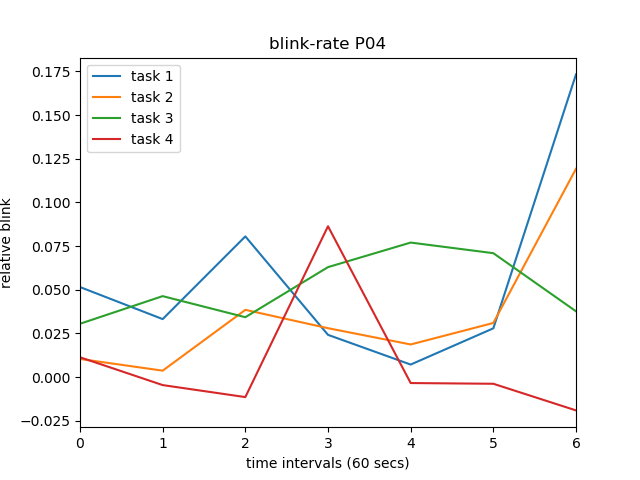 blink-rate P04
0.175
0.150
0.125
0.100
0.075
0.050
0.025
0.000
−0.025
relative blink
task 1
task 2
task 3
task 4
0 1 2 3 4 5 6
time intervals (60 secs)